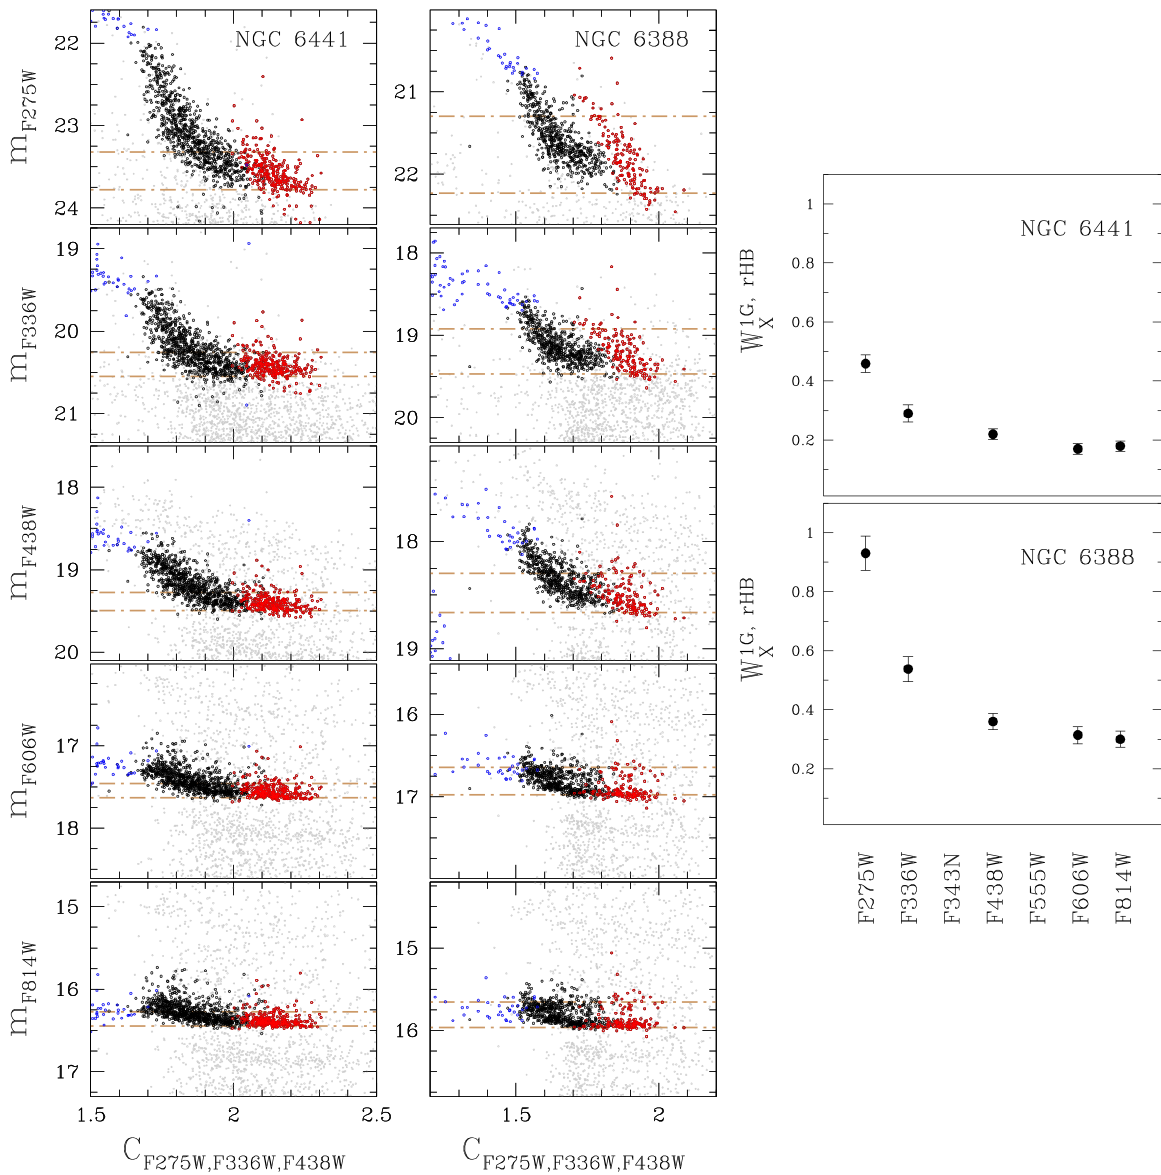 NGC 6441
22
23
24
m_F275W
NGC 6388
21
22
19
20
21
m_F336W
18
19
20
18
19
20
m_F438W
18
19
17
18
m_F606W
16
17
15
16
17
m_F814W
15
16
1.5
2
2.5
1.5
2
C_F275W,F336W,F438W
C_F275W,F336W,F438W
NGC 6441
1
0.8
0.6
0.4
0.2
W_X^1G, rHB
NGC 6388
1
0.8
0.6
0.4
0.2
W_X^1G, rHB
F275W
F336W
F343N
F438W
F555W
F606W
F814W